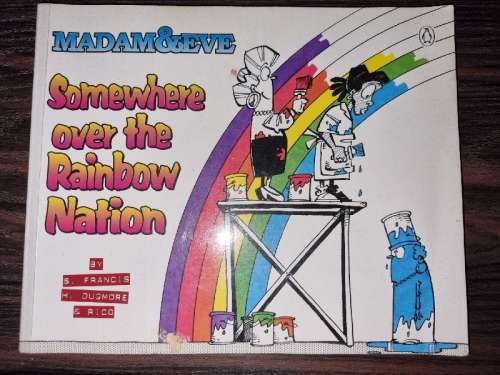 MADAM&EVE
Somewhere
over the
Rainbow
Nation
BY
S. FRANCIS
H. DUGMORE
& RICO